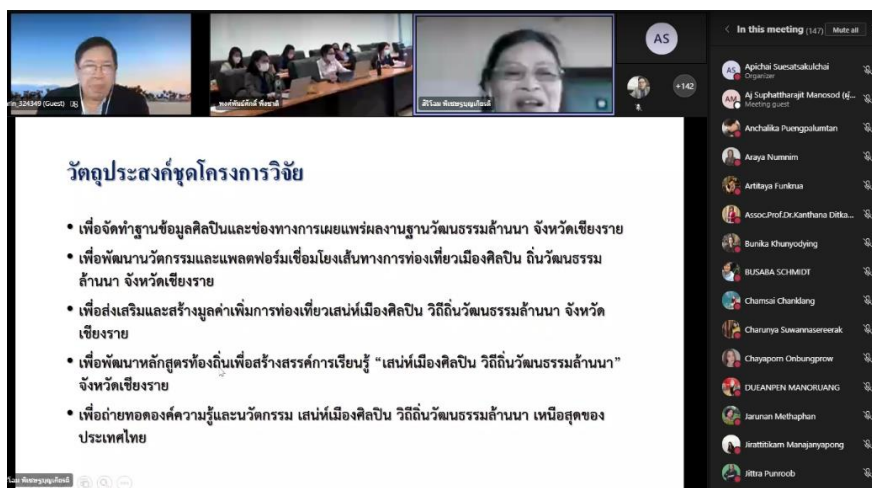 In this meeting (147)
Mute all
AS
+142
AS
Apichai Suesatsakulchai
Organizer
AM
Aj Suphattharajit Manosod (ผู้...
Meeting guest
Anchalika Puengpalumtan
Araya Numnim
Artitaya Funkrua
Assoc.Prof.Dr.Kanthana Ditka...
Bunika Khunyodying
BUSABA SCHMIDT
Chamsai Chanklang
Charunya Suwannasereerak
Chayaporn Onbungprow
DUEANPEN MANORUANG
Jarunan Methaphan
Jirattitikarn Manajanyapong
Jittra Punroob
_324349 (Guest)
วัตถุประสงค์ชุดโครงการวิจัย
• เพื่อจัดทำฐานข้อมูลศิลปินและช่องทางการเผยแพร่ผลงานฐานวัฒนธรรมล้านนา จังหวัดเชียงราย
• เพื่อพัฒนานวัตกรรมและแพลตฟอร์มเชื่อมโยงเส้นทางการท่องเที่ยวเมืองศิลปิน ถิ่นวัฒนธรรม
ล้านนา จังหวัดเชียงราย
• เพื่อส่งเสริมและสร้างมูลค่าเพิ่มการท่องเที่ยวเสน่ห์เมืองศิลปิน วิถีถิ่นวัฒนธรรมล้านนา จังหวัด
เชียงราย
• เพื่อพัฒนาหลักสูตรท้องถิ่นเพื่อสร้างสรรค์การเรียนรู้ “เสน่ห์เมืองศิลปิน วิถีถิ่นวัฒนธรรมล้านนา”
จังหวัดเชียงราย
• เพื่อถ่ายทอดองค์ความรู้และนวัตกรรม เสน่ห์เมืองศิลปิน วิถีถิ่นวัฒนธรรมล้านนา เหนือสุดของ
ประเทศไทย